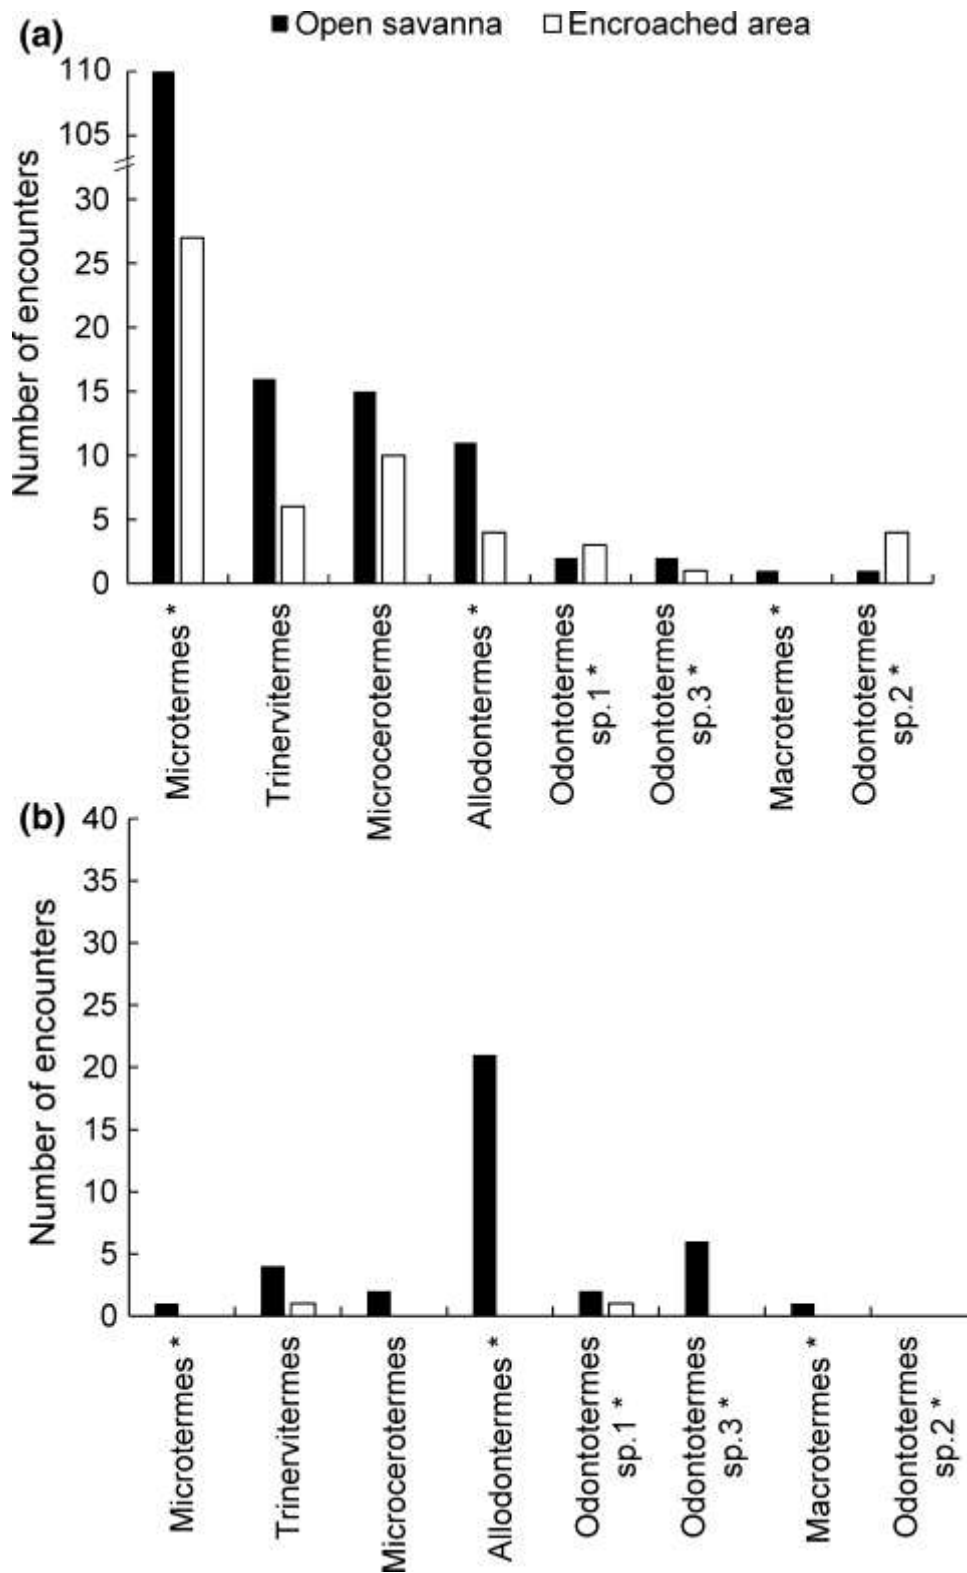 (a)
■ Open savanna □ Encroached area
Number of encounters
110
105
30
25
20
15
10
5
0
Microtermes *
Trinervitermes
Microcerotermes
Allodontermes *
Odontotermes
sp.1 *
Odontotermes
sp.3 *
Macrotermes *
Odontotermes
sp.2 *
(b)
Number of encounters
40
35
30
25
20
15
10
5
0
Microtermes *
Trinervitermes
Microcerotermes
Allodontermes *
Odontotermes
sp.1 *
Odontotermes
sp.3 *
Macrotermes *
Odontotermes
sp.2 *